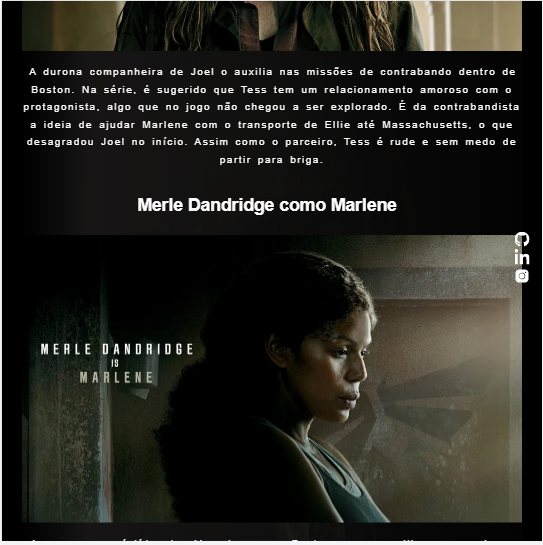 A durona companheira de Joel o auxilia nas missões de contrabando dentro de
Boston. Na série, é sugerido que Tess tem um relacionamento amoroso com o
protagonista, algo que no jogo não chegou a ser explorado. É da contrabandista
a ideia de ajudar Marlene com o transporte de Ellie até Massachusetts, o que
desagradou Joel no início. Assim como o parceiro, Tess é rude e sem medo de
partir para briga.
Merle Dandridge como Marlene
in
MERLE DANDRIDGE
IS
MARLENE